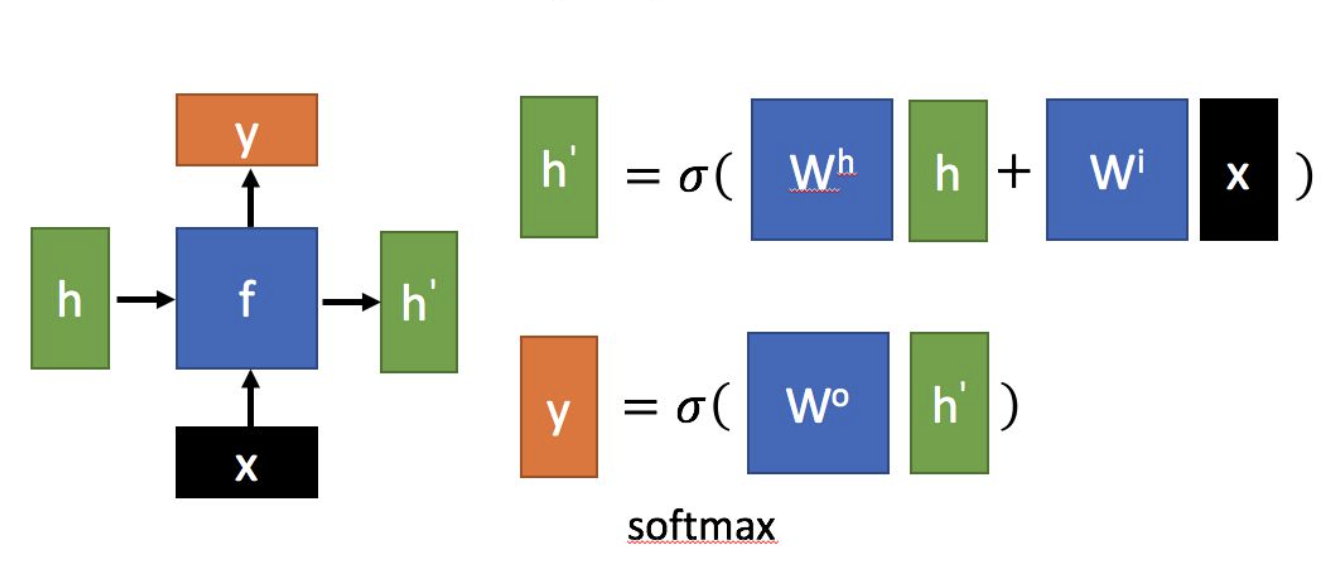 y
h
f
h'
x
h' = σ( Wʰ h + Wⁱ x )
y = σ( Wᵒ h' )
softmax